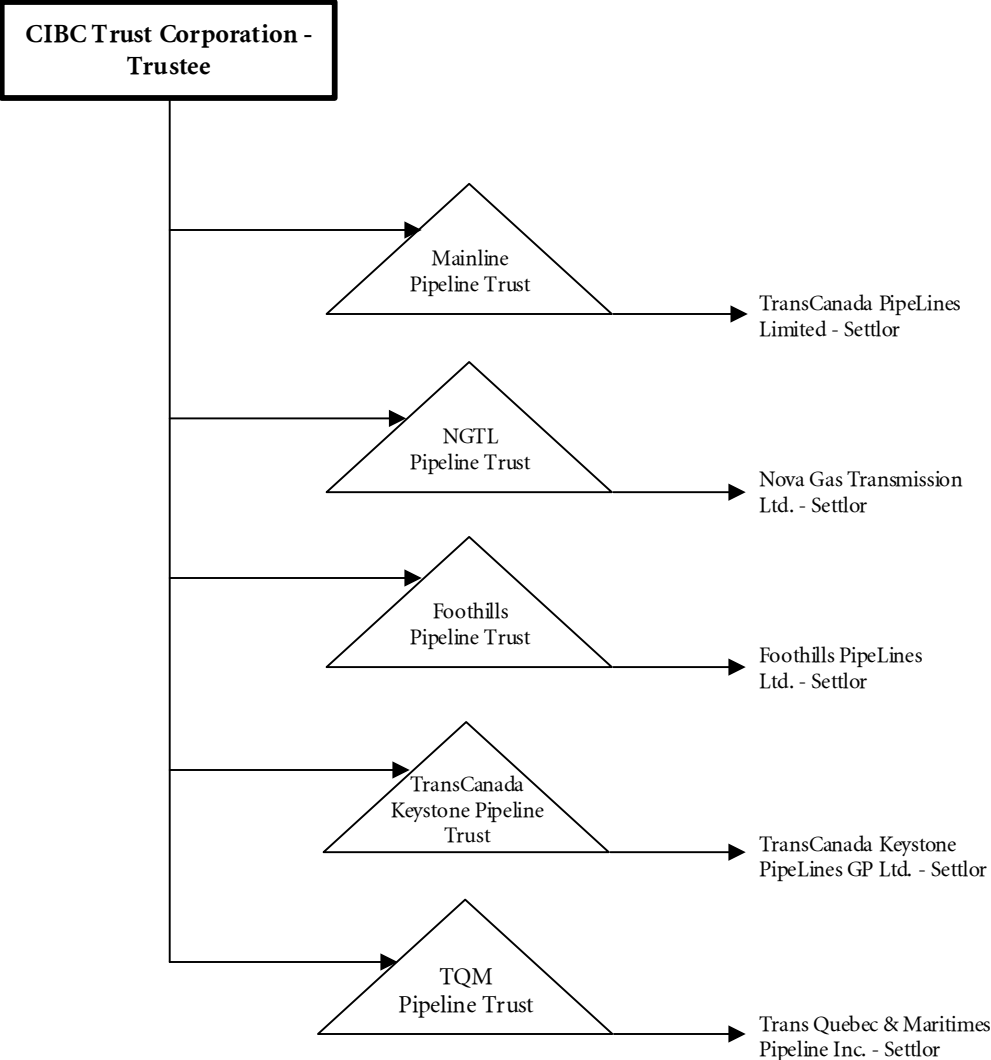 CIBC Trust Corporation -
Trustee
Mainline
Pipeline Trust
TransCanada PipeLines
Limited - Settlor
NGTL
Pipeline Trust
Nova Gas Transmission
Ltd. - Settlor
Foothills
Pipeline Trust
Foothills PipeLines
Ltd. - Settlor
TransCanada
Keystone Pipeline
Trust
TransCanada Keystone
PipeLines GP Ltd. - Settlor
TQM
Pipeline Trust
Trans Quebec & Maritimes
Pipeline Inc. - Settlor